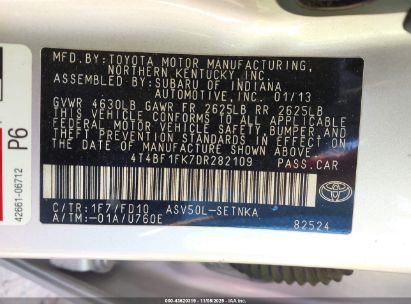 MFD. BY: TOYOTA MOTOR MANUFACTURING,
NORTHERN KENTUCKY, INC.
ASSEMBLED BY: SUBARU OF INDIANA
AUTOMOTIVE, INC. 01/13
GVWR 4630LB GAWR FR 2625LB RR 2625LB
THIS VEHICLE CONFORMS TO ALL APPLICABLE
FEDERAL MOTOR VEHICLE SAFETY, BUMPER, AND
THEFT PREVENTION STANDARDS IN EFFECT ON THE
DATE OF MANUFACTURE SHOWN ABOVE.
4T4BF1FK7DR282109 PASS.CAR
C/TR:1F7/FD10 ASV50L-SETNKA
A/TM:-01A/U760E
82524
TOYOTA
P6
42661-06712